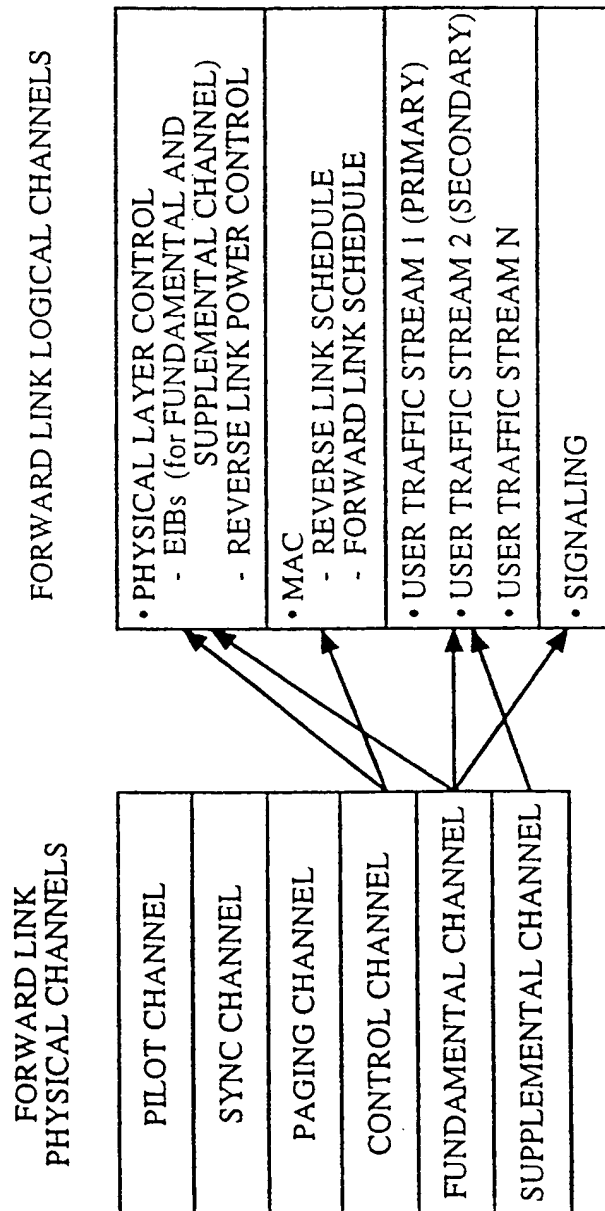 FORWARD LINK
PHYSICAL CHANNELS
PILOT CHANNEL
SYNC CHANNEL
PAGING CHANNEL
CONTROL CHANNEL
FUNDAMENTAL CHANNEL
SUPPLEMENTAL CHANNEL
FORWARD LINK LOGICAL CHANNELS
• PHYSICAL LAYER CONTROL
- EIBs (for FUNDAMENTAL AND
SUPPLEMENTAL CHANNEL)
- REVERSE LINK POWER CONTROL
• MAC
- REVERSE LINK SCHEDULE
- FORWARD LINK SCHEDULE
• USER TRAFFIC STREAM 1 (PRIMARY)
• USER TRAFFIC STREAM 2 (SECONDARY)
• USER TRAFFIC STREAM N
• SIGNALING